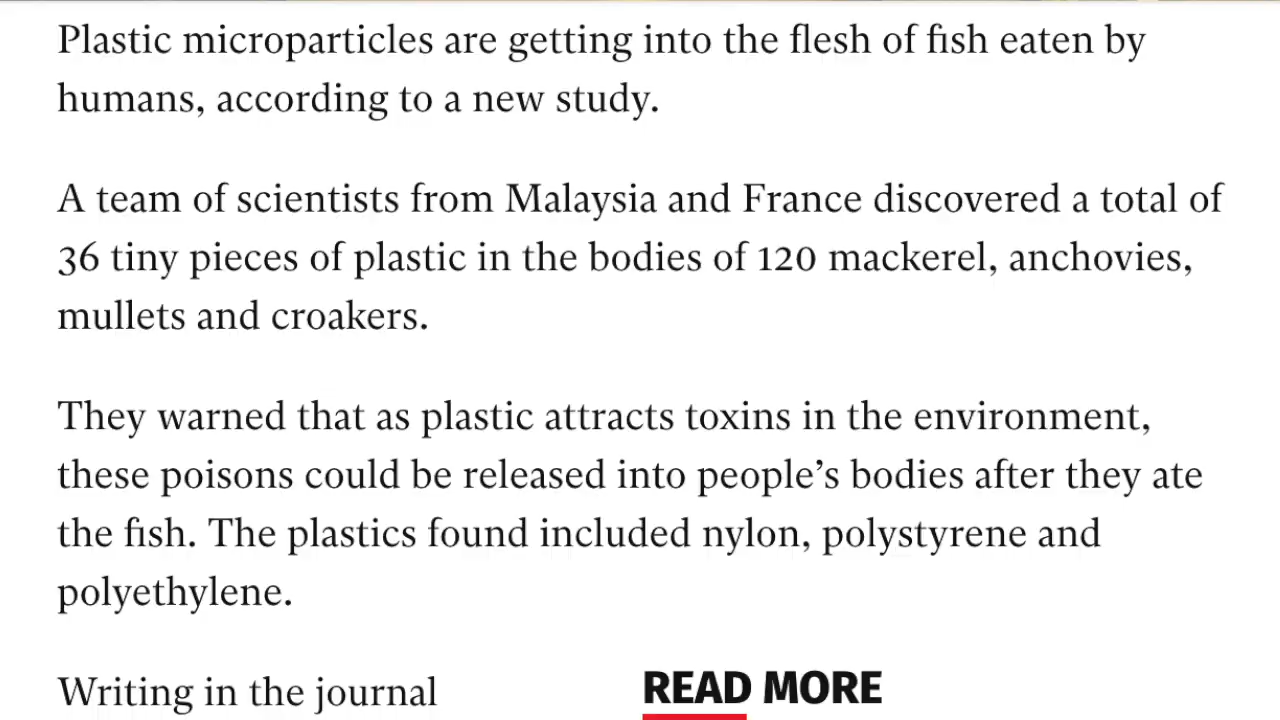 Plastic microparticles are getting into the flesh of fish eaten by
humans, according to a new study.
A team of scientists from Malaysia and France discovered a total of
36 tiny pieces of plastic in the bodies of 120 mackerel, anchovies,
mullets and croakers.
They warned that as plastic attracts toxins in the environment,
these poisons could be released into people’s bodies after they ate
the fish. The plastics found included nylon, polystyrene and
polyethylene.
Writing in the journal
READ MORE